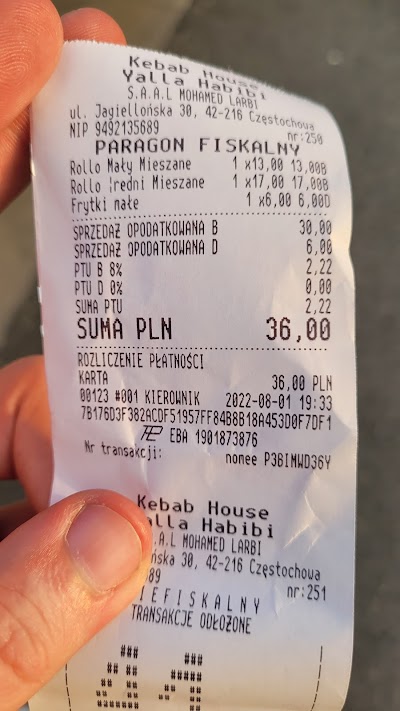 Kebab House
Yalla Habibi
S.A.A.L MOHAMED LARBI
ul. Jagiellońska 30, 42-216 Częstochowa
NIP 9492135689 nr:250
PARAGON FISKALNY
Rollo Mały Mieszane 1 x13,00 13,00B
Rollo Średni Mieszane 1 x17,00 17,00B
Frytki małe 1 x6,00 6,00D
SPRZEDAŻ OPODATKOWANA B 30,00
SPRZEDAŻ OPODATKOWANA D 6,00
PTU B 8% 2,22
PTU D 0% 0,00
SUMA PTU 2,22
SUMA PLN 36,00
ROZLICZENIE PŁATNOŚCI
KARTA 36,00 PLN
00123 #001 KIEROWNIK 2022-08-01 19:33
7B176D3F382ACDF51957FF84B8B18A453D0F7DF1
EBA 1901873876
Nr transakcji: nonee P3BIMWD36Y
Kebab House
alla Habibi
.A.L MOHAMED LARBI
ńska 30, 42-216 Częstochowa
89 nr:251
IEFISKALNY
TRANSAKCJE ODŁOŻONE